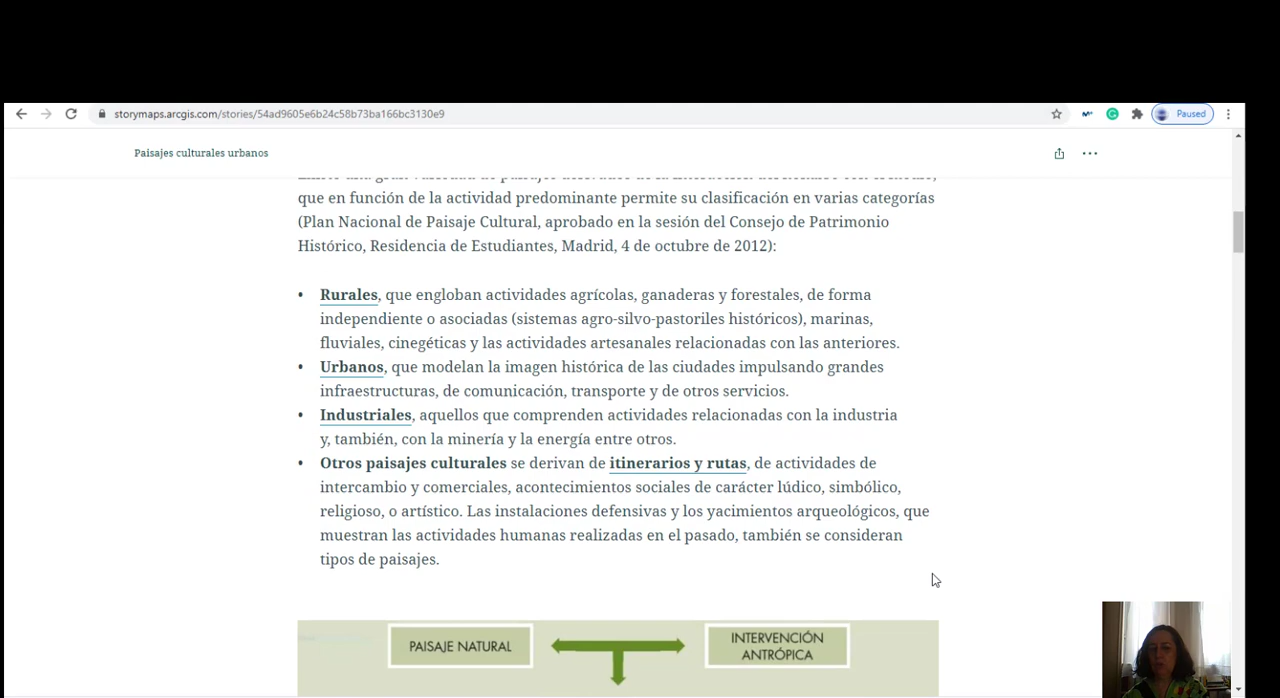 storymaps.arcgis.com/stories/54ad9605e6b24c58b73ba166bc3130e9
Paused
Paisajes culturales urbanos
que en función de la actividad predominante permite su clasificación en varias categorías
(Plan Nacional de Paisaje Cultural, aprobado en la sesión del Consejo de Patrimonio
Histórico, Residencia de Estudiantes, Madrid, 4 de octubre de 2012):
• Rurales, que engloban actividades agrícolas, ganaderas y forestales, de forma
independiente o asociadas (sistemas agro-silvo-pastoriles históricos), marinas,
fluviales, cinegéticas y las actividades artesanales relacionadas con las anteriores.
• Urbanos, que modelan la imagen histórica de las ciudades impulsando grandes
infraestructuras, de comunicación, transporte y de otros servicios.
• Industriales, aquellos que comprenden actividades relacionadas con la industria
y, también, con la minería y la energía entre otros.
• Otros paisajes culturales se derivan de itinerarios y rutas, de actividades de
intercambio y comerciales, acontecimientos sociales de carácter lúdico, simbólico,
religioso, o artístico. Las instalaciones defensivas y los yacimientos arqueológicos, que
muestran las actividades humanas realizadas en el pasado, también se consideran
tipos de paisajes.
PAISAJE NATURAL
INTERVENCIÓN
ANTRÓPICA